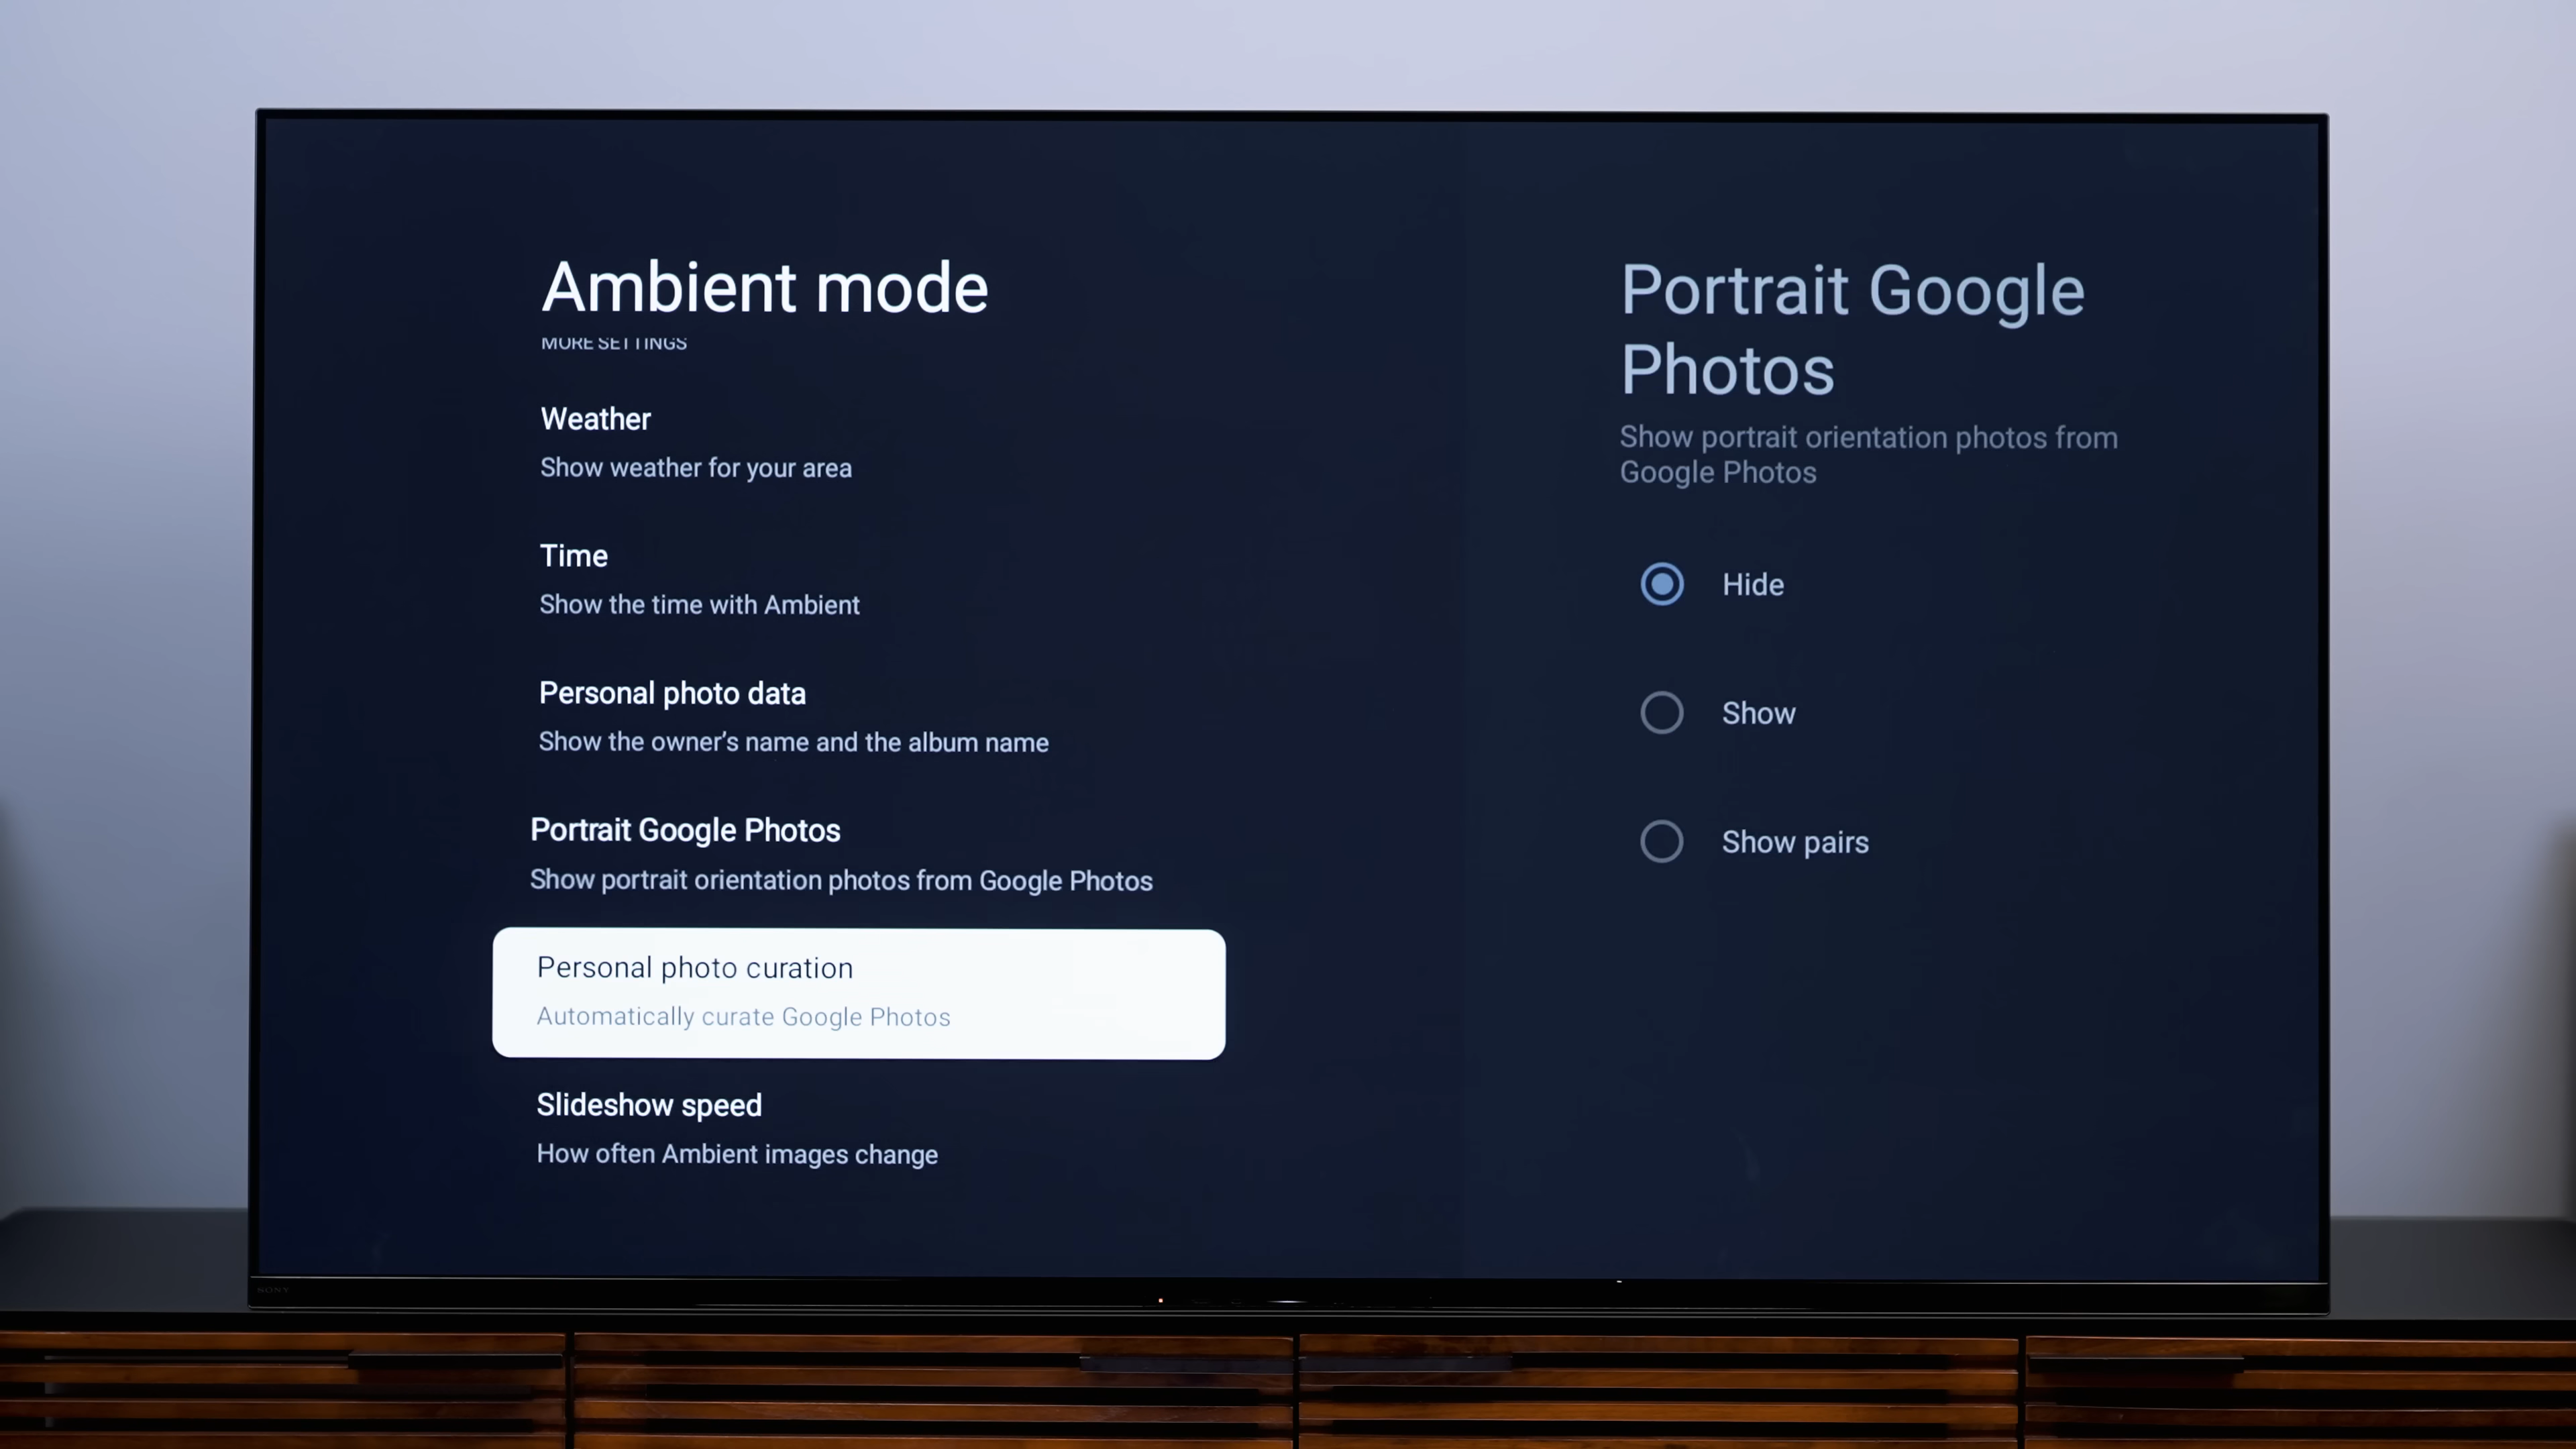 Ambient mode
MORE SETTINGS
Weather
Show weather for your area
Time
Show the time with Ambient
Personal photo data
Show the owner’s name and the album name
Portrait Google Photos
Show portrait orientation photos from Google Photos
Personal photo curation
Automatically curate Google Photos
Slideshow speed
How often Ambient images change
Portrait Google
Photos
Show portrait orientation photos from
Google Photos
Hide
Show
Show pairs
SONY